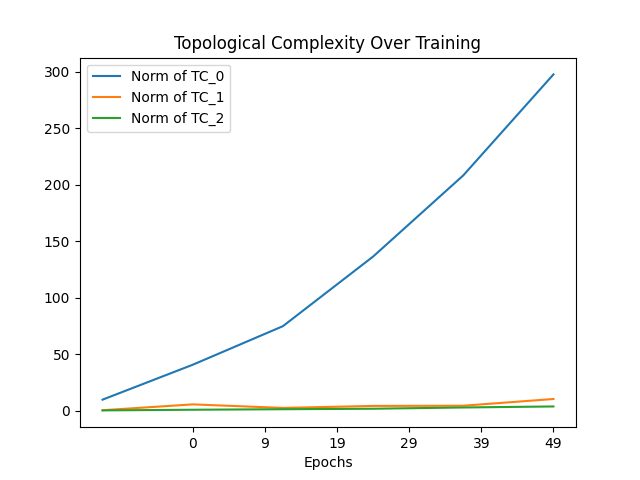 Topological Complexity Over Training
Norm of TC_0
Norm of TC_1
Norm of TC_2
300
250
200
150
100
50
0
0 9 19 29 39 49
Epochs